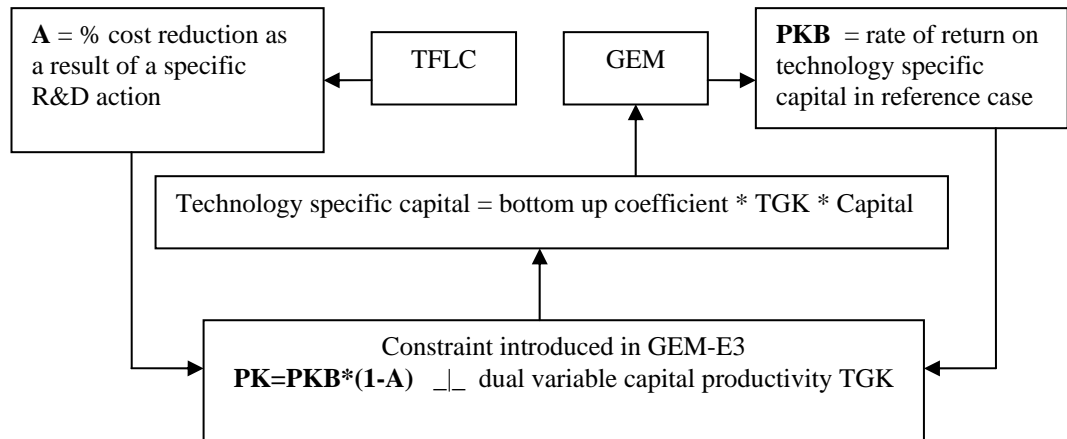 A = % cost reduction as
a result of a specific
R&D action
TFLC
GEM
PKB = rate of return on
technology specific
capital in reference case
Technology specific capital = bottom up coefficient * TGK * Capital
Constraint introduced in GEM-E3
PK=PKB*(1-A) _|_ dual variable capital productivity TGK